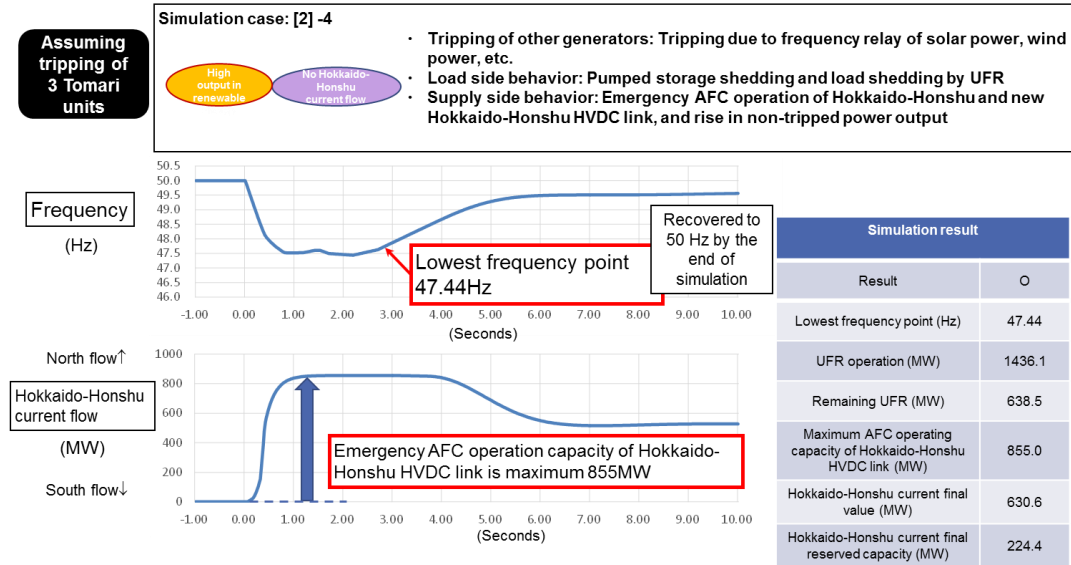 Assuming
tripping of
3 Tomari
units
Simulation case: [2] -4
High
output in
renewable
No Hokkaido-
Honshu
current flow
· Tripping of other generators: Tripping due to frequency relay of solar power, wind
power, etc.
· Load side behavior: Pumped storage shedding and load shedding by UFR
· Supply side behavior: Emergency AFC operation of Hokkaido-Honshu and new
Hokkaido-Honshu HVDC link, and rise in non-tripped power output
Frequency
(Hz)
50.5
50.0
49.5
49.0
48.5
48.0
47.5
47.0
46.5
46.0
-1.00 0.00 1.00 2.00 3.00 4.00 5.00 6.00 7.00 8.00 9.00 10.00
(Seconds)
Lowest frequency point
47.44Hz
Recovered to
50 Hz by the
end of
simulation
North flow↑
Hokkaido-Honshu
current flow
(MW)
South flow↓
1000
800
600
400
200
0
-1.00 0.00 1.00 2.00 3.00 4.00 5.00 6.00 7.00 8.00 9.00 10.00
(Seconds)
Emergency AFC operation capacity of Hokkaido-
Honshu HVDC link is maximum 855MW
Simulation result
Result O
Lowest frequency point (Hz) 47.44
UFR operation (MW) 1436.1
Remaining UFR (MW) 638.5
Maximum AFC operating
capacity of Hokkaido-Honshu
HVDC link (MW)
855.0
Hokkaido-Honshu current final
value (MW)
630.6
Hokkaido-Honshu current final
reserved capacity (MW)
224.4